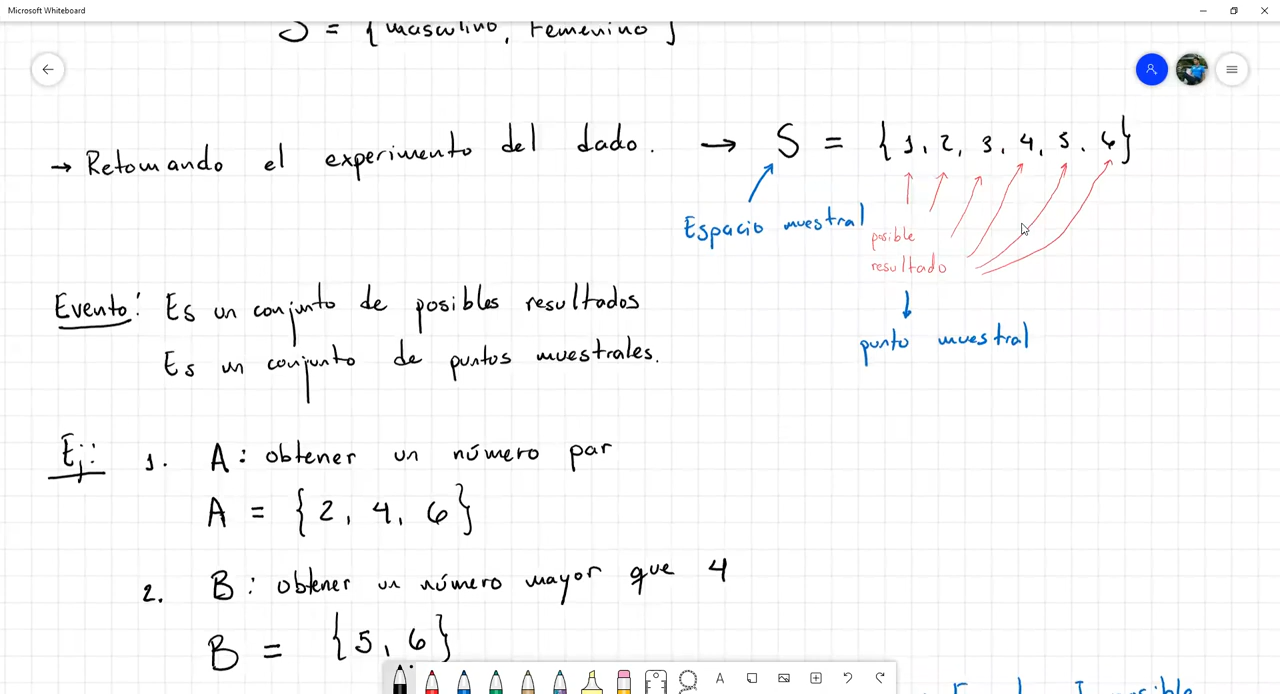 Microsoft Whiteboard
S = { masculino, Femenino }
→ Retomando el experimento del dado. → S = { 1, 2, 3, 4, 5, 6 }
Espacio muestral
posible
resultado
Evento: Es un conjunto de posibles resultados
Es un conjunto de puntos muestrales.
punto muestral
Ej: 1. A: obtener un número par
A = { 2, 4, 6 }
2. B: obtener un número mayor que 4
B = { 5, 6 }